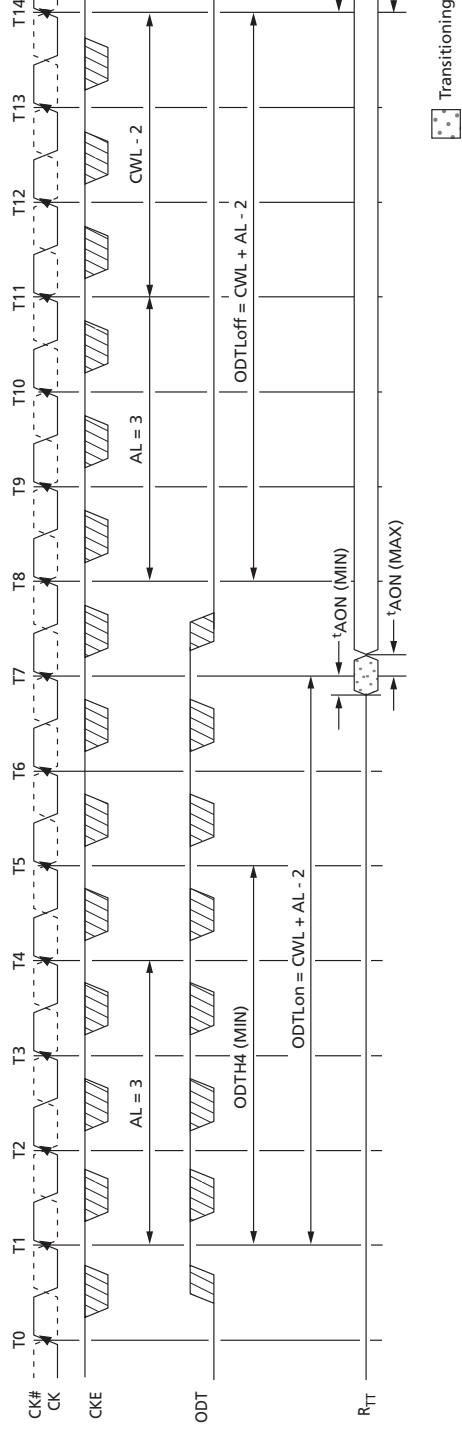 T0 T1 T2 T3 T4 T5 T6 T7 T8 T9 T10 T11 T12 T13 T14
CK#
CK
CKE
AL = 3
AL = 3
CWL - 2
ODT
ODTH4 (MIN)
ODTLoff = CWL + AL - 2
ODTLon = CWL + AL - 2
tAON (MIN)
RTT
tAON (MAX)
Transitioning